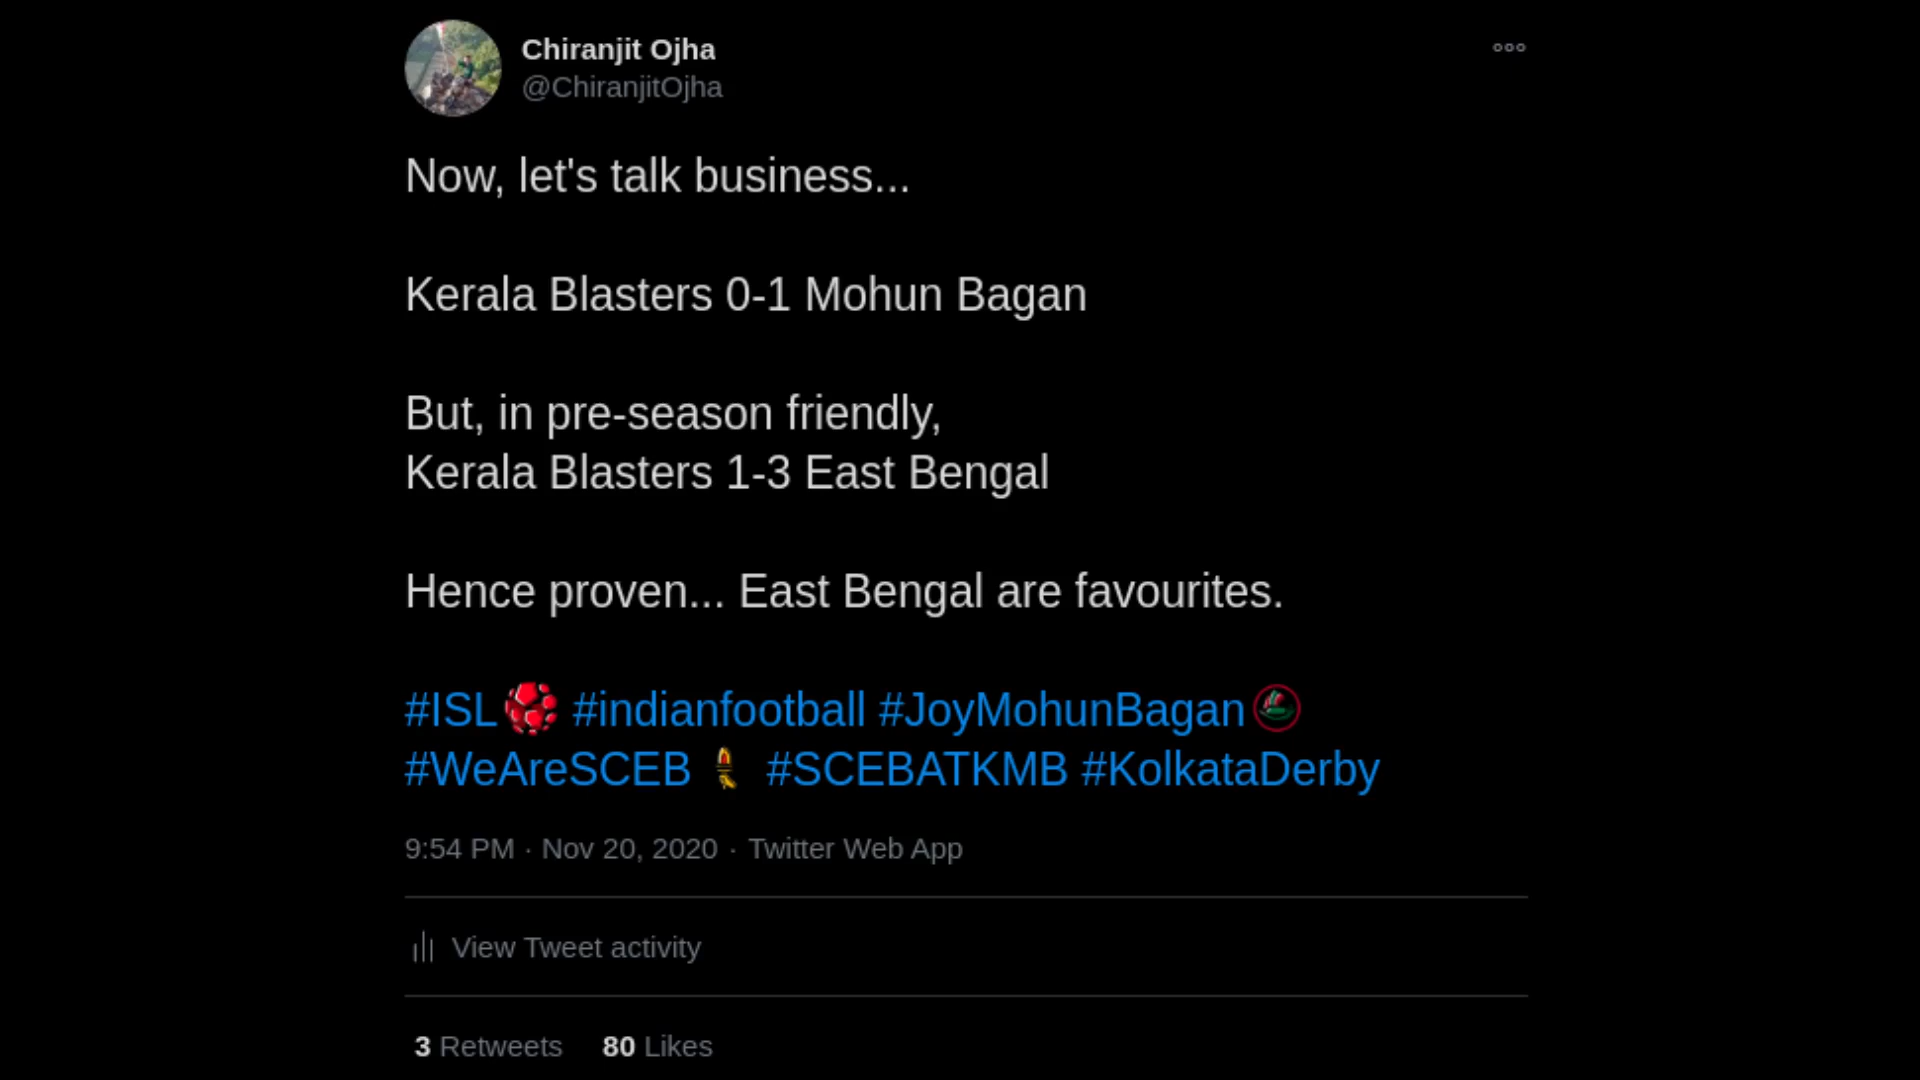 Chiranjit Ojha
@ChiranjitOjha
Now, let's talk business...
Kerala Blasters 0-1 Mohun Bagan
But, in pre-season friendly,
Kerala Blasters 1-3 East Bengal
Hence proven... East Bengal are favourites.
#ISL #indianfootball #JoyMohunBagan
#WeAreSCEB #SCEBATKMB #KolkataDerby
9:54 PM · Nov 20, 2020 · Twitter Web App
View Tweet activity
3 Retweets 80 Likes